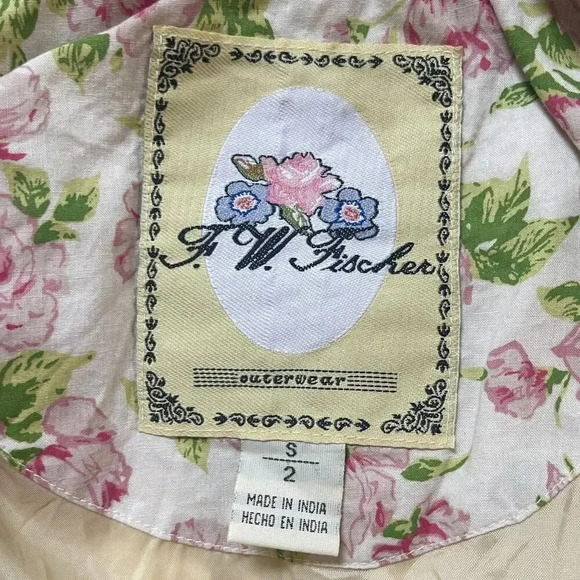 F. W. Fischer
outerwear
S
2
MADE IN INDIA
HECHO EN INDIA